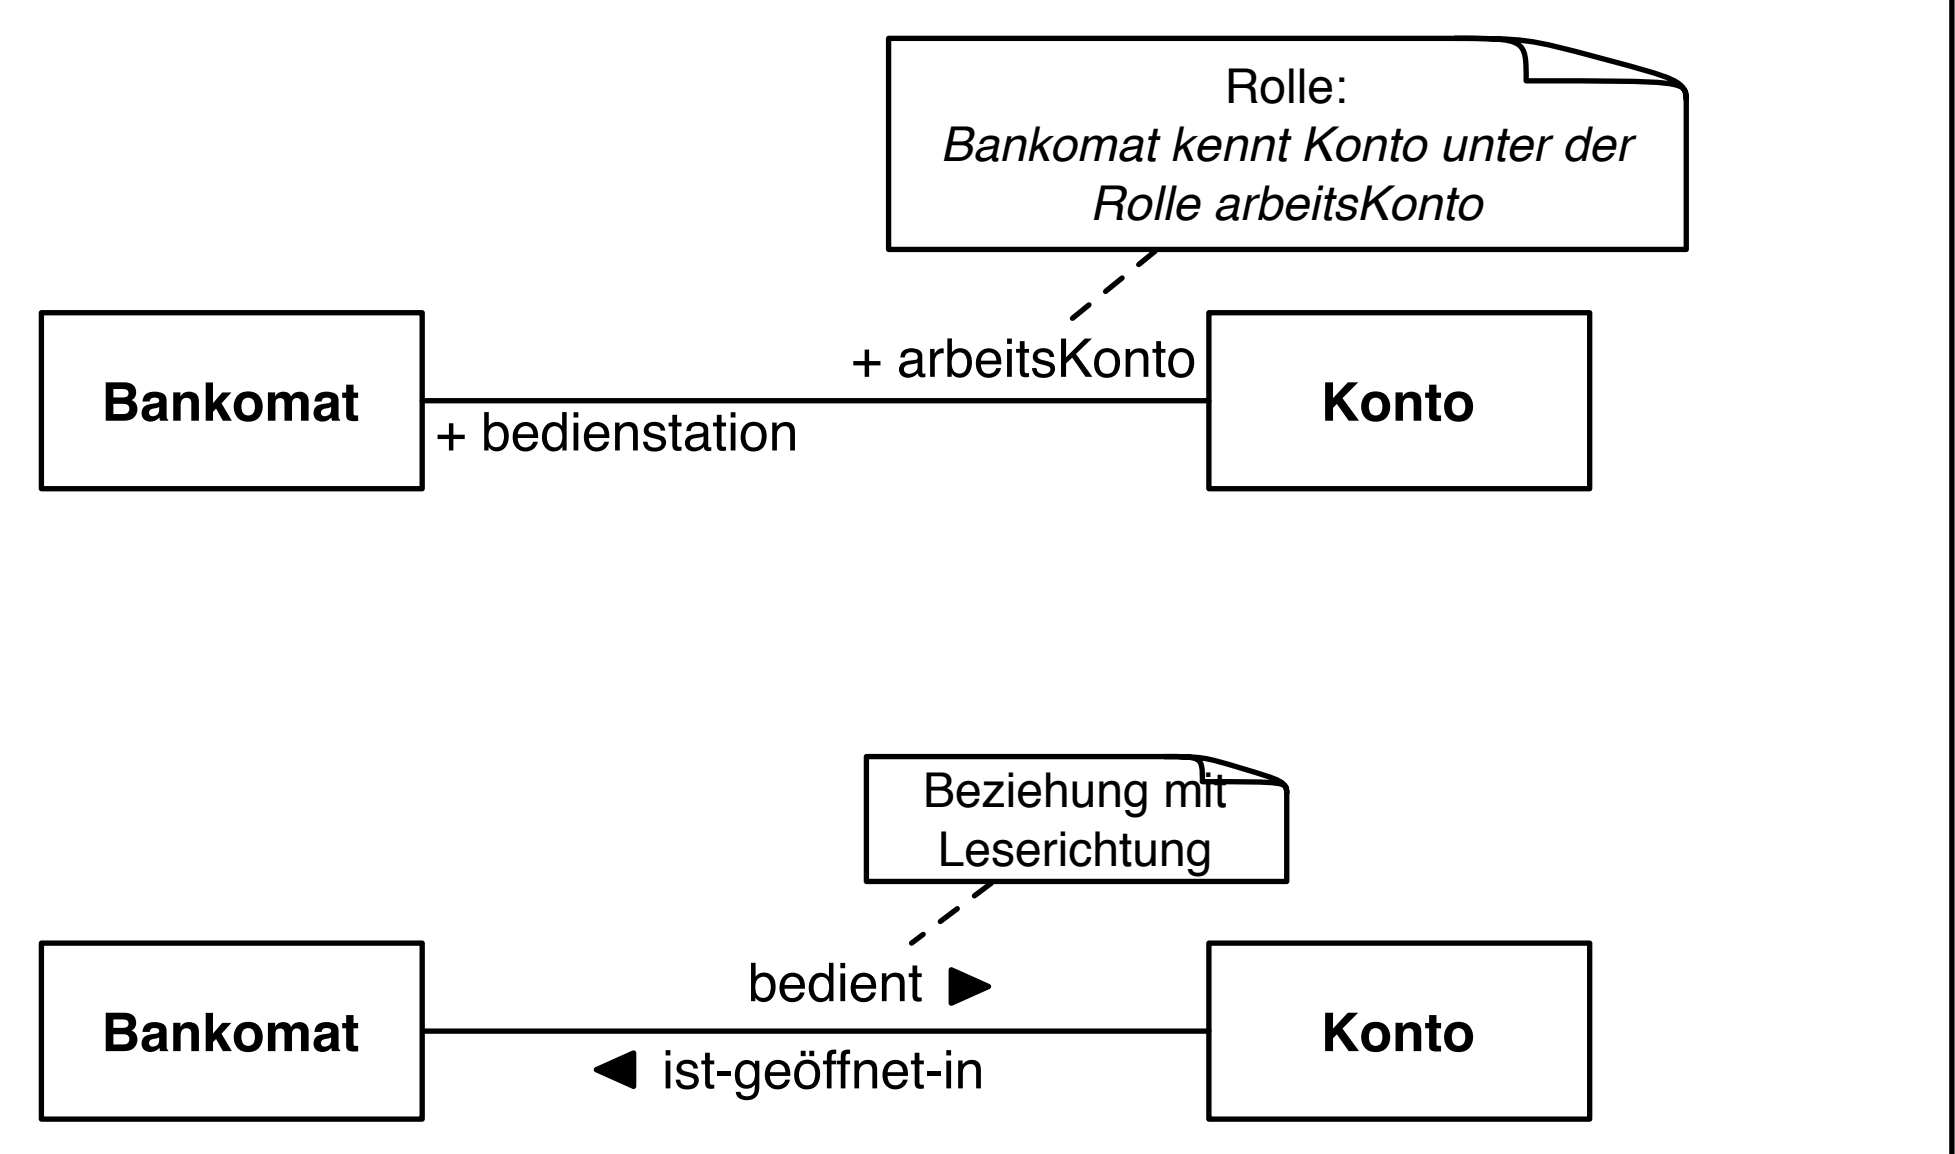 Rolle:
Bankomat kennt Konto unter der
Rolle arbeitsKonto
+ arbeitsKonto
Bankomat
Konto
+ bedienstation
Beziehung mit
Leserichtung
bedient ▶
Bankomat
Konto
◀ ist-geöffnet-in